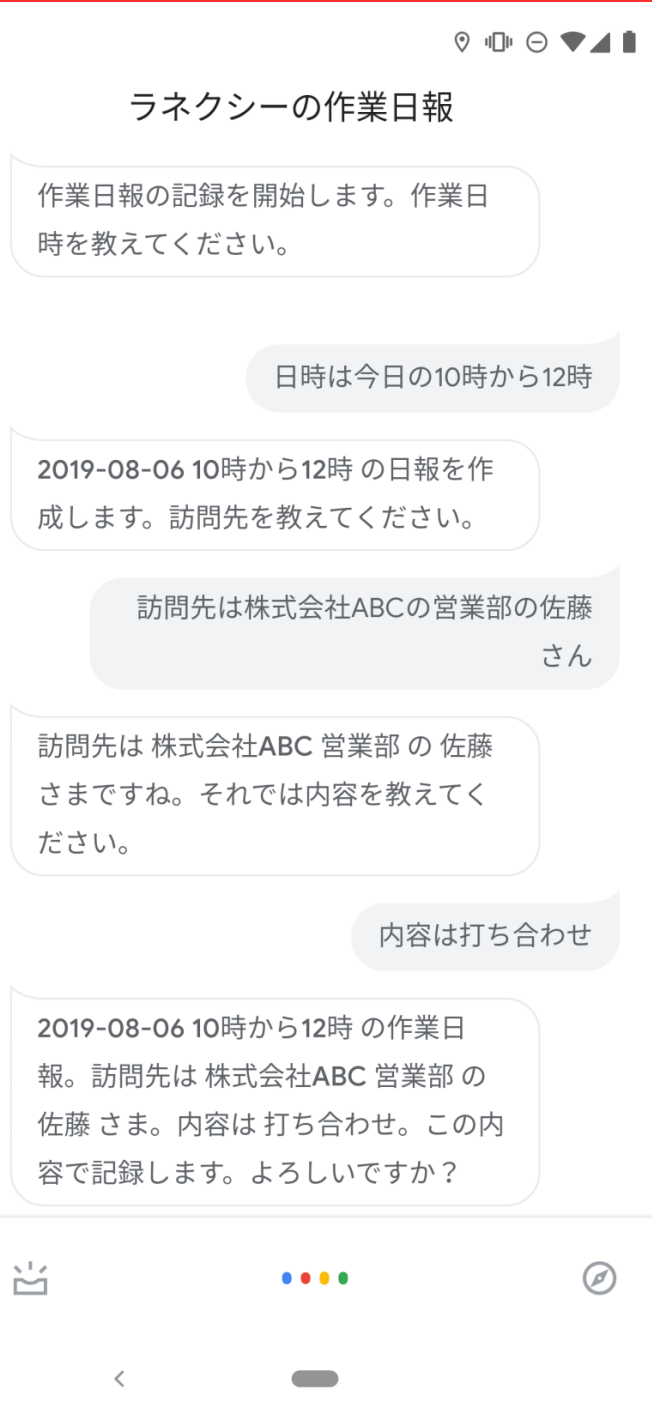 ラネクシーの作業日報
作業日報の記録を開始します。作業日
時を教えてください。
日時は今日の10時から12時
2019-08-06 10時から12時 の日報を作
成します。訪問先を教えてください。
訪問先は株式会社ABCの営業部の佐藤
さん
訪問先は 株式会社ABC 営業部 の 佐藤
さまですね。それでは内容を教えてく
ださい。
内容は打ち合わせ
2019-08-06 10時から12時 の作業日
報。訪問先は 株式会社ABC 営業部 の
佐藤 さま。内容は 打ち合わせ。この内
容で記録します。よろしいですか？